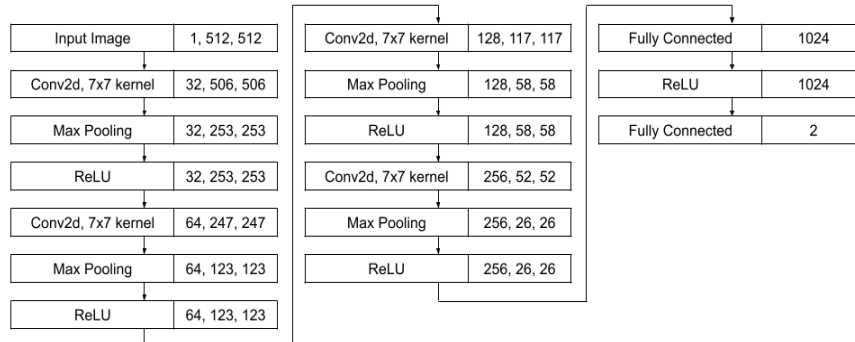 Input Image 1, 512, 512
Conv2d, 7x7 kernel 32, 506, 506
Max Pooling 32, 253, 253
ReLU 32, 253, 253
Conv2d, 7x7 kernel 64, 247, 247
Max Pooling 64, 123, 123
ReLU 64, 123, 123
Conv2d, 7x7 kernel 128, 117, 117
Max Pooling 128, 58, 58
ReLU 128, 58, 58
Conv2d, 7x7 kernel 256, 52, 52
Max Pooling 256, 26, 26
ReLU 256, 26, 26
Fully Connected 1024
ReLU 1024
Fully Connected 2